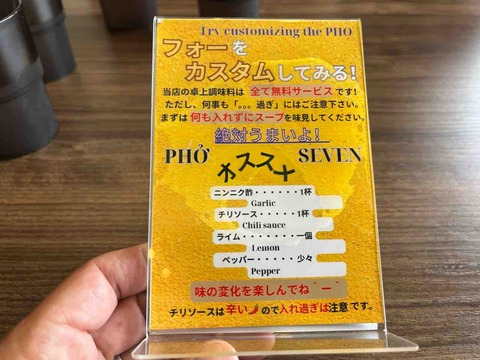 Try customizing the PHO
フォーを
カスタムしてみる!
当店の卓上調味料は 全て無料サービスです!
ただし、何事も「。。。過ぎ」にはご注意下さい。
まずは 何も入れずにスープを味見してください。
絶対うまいよ!
PHỞ オススメ SEVEN
ニンニク酢・・・・・・1杯
Garlic
チリソース・・・・・1杯
Chili sauce
ライム・・・・・・・一個
Lemon
ペッパー・・・・・少々
Pepper
味の変化を楽しんでね＾ー＾
チリソースは辛い🌶ので入れ過ぎは注意です。